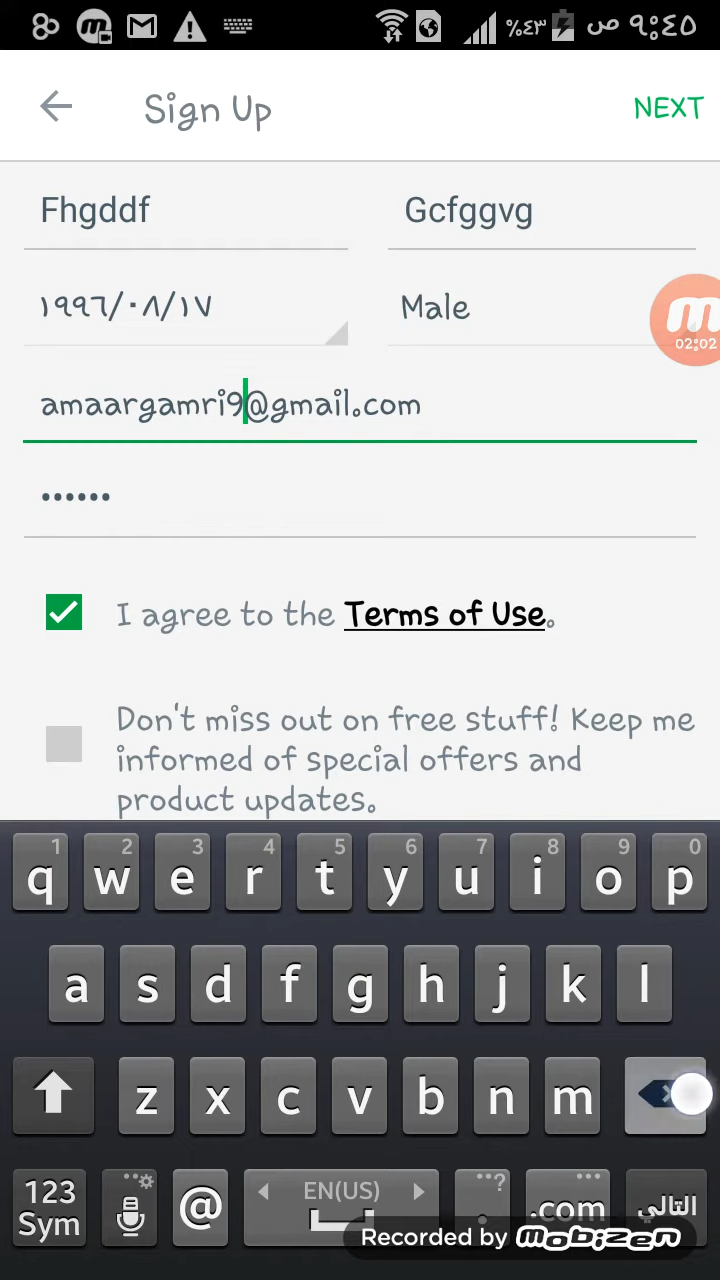 %٤٣ ٩:٤٥ ص
Sign Up NEXT
Fhgddf Gcfggvg
١٩٩٦/٠٨/١٧ Male
02:02
amaargamri9@gmail.com
••••••
I agree to the Terms of Use.
Don't miss out on free stuff! Keep me
informed of special offers and
product updates.
1 2 3 4 5 6 7 8 9 0
q w e r t y u i o p
a s d f g h j k l
z x c v b n m
123 EN(US) ?
Sym @ . .com التالي
Recorded by mobizen